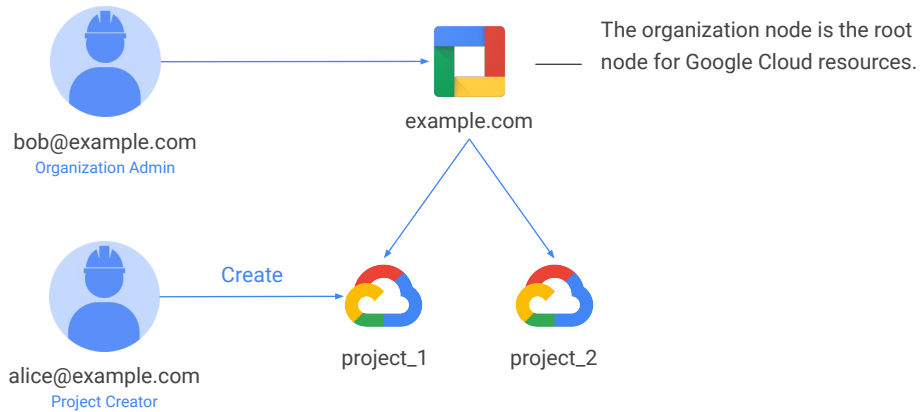 The organization node is the root
node for Google Cloud resources.
example.com
bob@example.com
Organization Admin
Create
project_1
project_2
alice@example.com
Project Creator